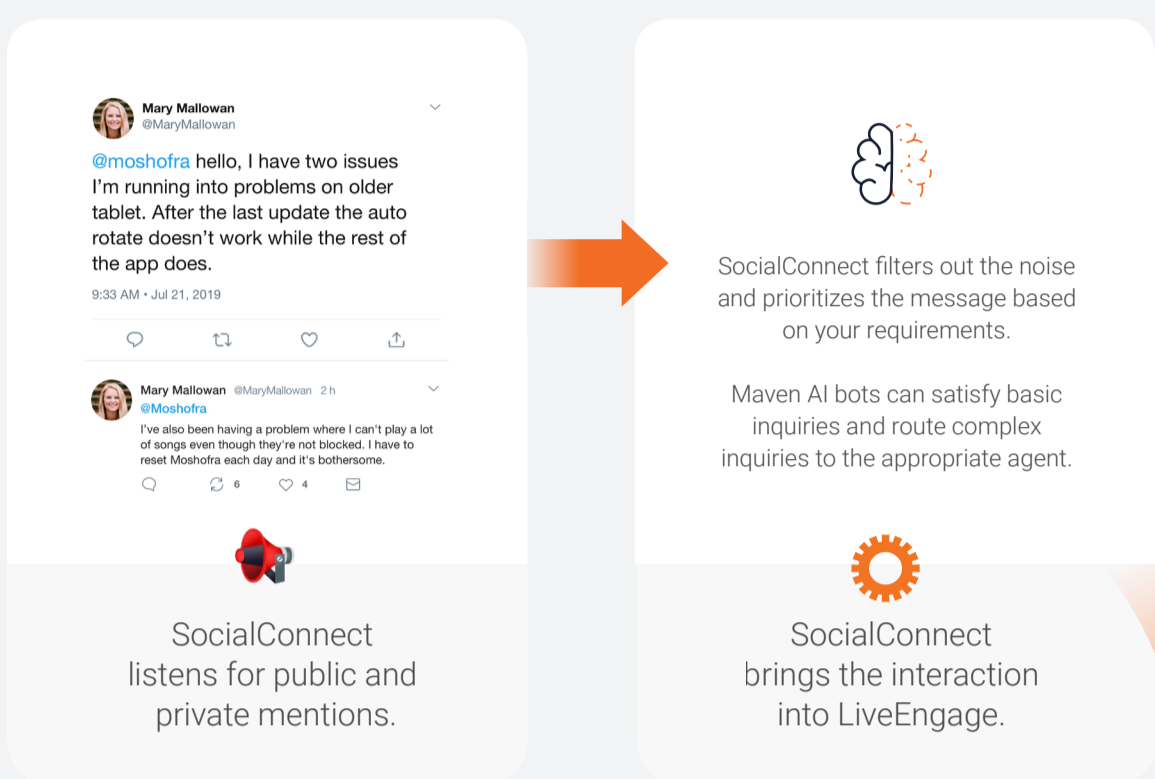 Mary Mallowan
@MaryMallowan
@moshofra hello, I have two issues
I'm running into problems on older
tablet. After the last update the auto
rotate doesn't work while the rest of
the app does.
9:33 AM • Jul 21, 2019
Mary Mallowan @MaryMallowan 2 h
@Moshofra
I've also been having a problem where I can't play a lot
of songs even though they're not blocked. I have to
reset Moshofra each day and it's bothersome.
6 4
SocialConnect
listens for public and
private mentions.
SocialConnect filters out the noise
and prioritizes the message based
on your requirements.
Maven AI bots can satisfy basic
inquiries and route complex
inquiries to the appropriate agent.
SocialConnect
brings the interaction
into LiveEngage.